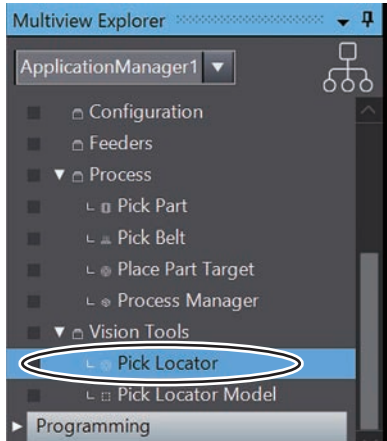 Multiview Explorer
ApplicationManager1
Configuration
Feeders
Process
Pick Part
Pick Belt
Place Part Target
Process Manager
Vision Tools
Pick Locator
Pick Locator Model
Programming